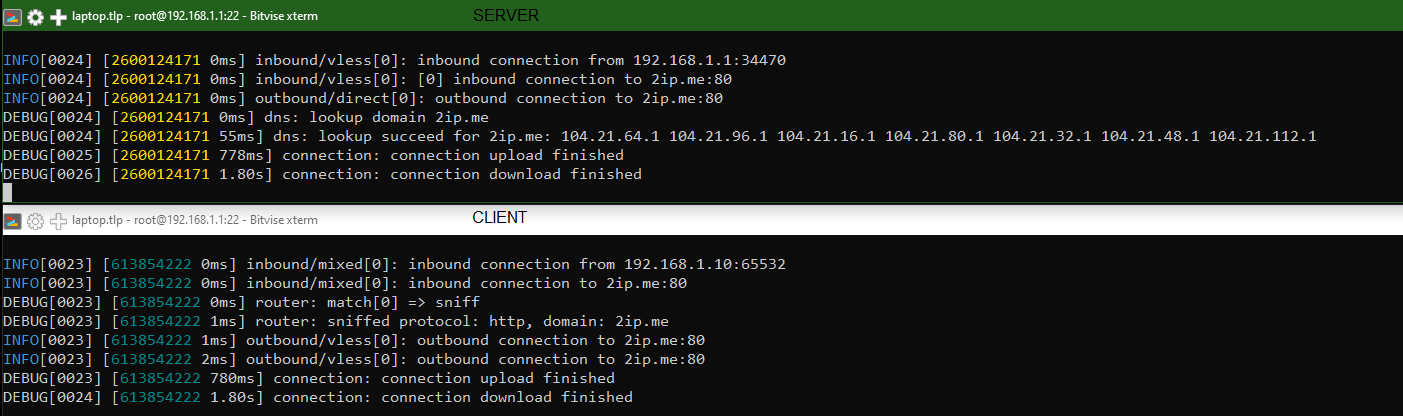 laptop.tlp - root@192.168.1.1:22 - Bitvise xterm SERVER
INFO[0024] [2600124171 0ms] inbound/vless[0]: inbound connection from 192.168.1.1:34470
INFO[0024] [2600124171 0ms] inbound/vless[0]: [0] inbound connection to 2ip.me:80
INFO[0024] [2600124171 0ms] outbound/direct[0]: outbound connection to 2ip.me:80
DEBUG[0024] [2600124171 0ms] dns: lookup domain 2ip.me
DEBUG[0024] [2600124171 55ms] dns: lookup succeed for 2ip.me: 104.21.64.1 104.21.96.1 104.21.16.1 104.21.80.1 104.21.32.1 104.21.48.1 104.21.112.1
DEBUG[0025] [2600124171 778ms] connection: connection upload finished
DEBUG[0026] [2600124171 1.80s] connection: connection download finished
laptop.tlp - root@192.168.1.1:22 - Bitvise xterm CLIENT
INFO[0023] [613854222 0ms] inbound/mixed[0]: inbound connection from 192.168.1.10:65532
INFO[0023] [613854222 0ms] inbound/mixed[0]: inbound connection to 2ip.me:80
DEBUG[0023] [613854222 0ms] router: match[0] => sniff
DEBUG[0023] [613854222 1ms] router: sniffed protocol: http, domain: 2ip.me
INFO[0023] [613854222 1ms] outbound/vless[0]: outbound connection to 2ip.me:80
INFO[0023] [613854222 2ms] outbound/vless[0]: outbound connection to 2ip.me:80
DEBUG[0023] [613854222 780ms] connection: connection upload finished
DEBUG[0024] [613854222 1.80s] connection: connection download finished